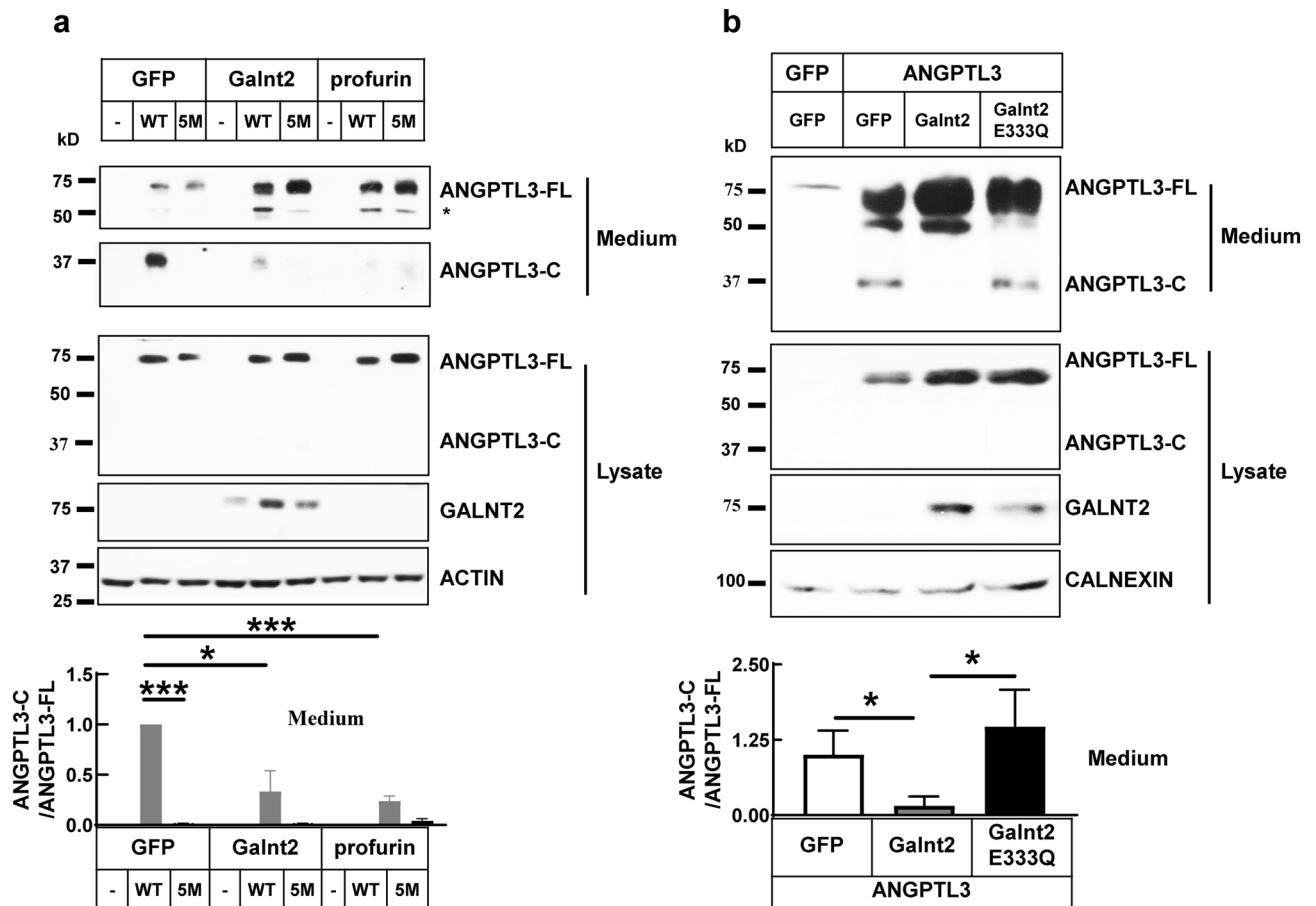 a
GFP Galnt2 profurin
- WT 5M - WT 5M - WT 5M
kD
75
50
ANGPTL3-FL
*
37
ANGPTL3-C
Medium
75
50
37
ANGPTL3-FL
ANGPTL3-C
75
GALNT2
37
25
ACTIN
Lysate
***
*
***
ANGPTL3-C
/ANGPTL3-FL
1.5
1.0
0.5
0.0
Medium
GFP Galnt2 profurin
- WT 5M - WT 5M - WT 5M
b
GFP ANGPTL3
GFP GFP Galnt2 Galnt2
E333Q
kD
75
50
37
ANGPTL3-FL
ANGPTL3-C
Medium
75
50
37
ANGPTL3-FL
ANGPTL3-C
75
GALNT2
100
CALNEXIN
Lysate
*
*
ANGPTL3-C
/ANGPTL3-FL
2.50
1.25
0.00
Medium
GFP Galnt2 Galnt2
E333Q
ANGPTL3